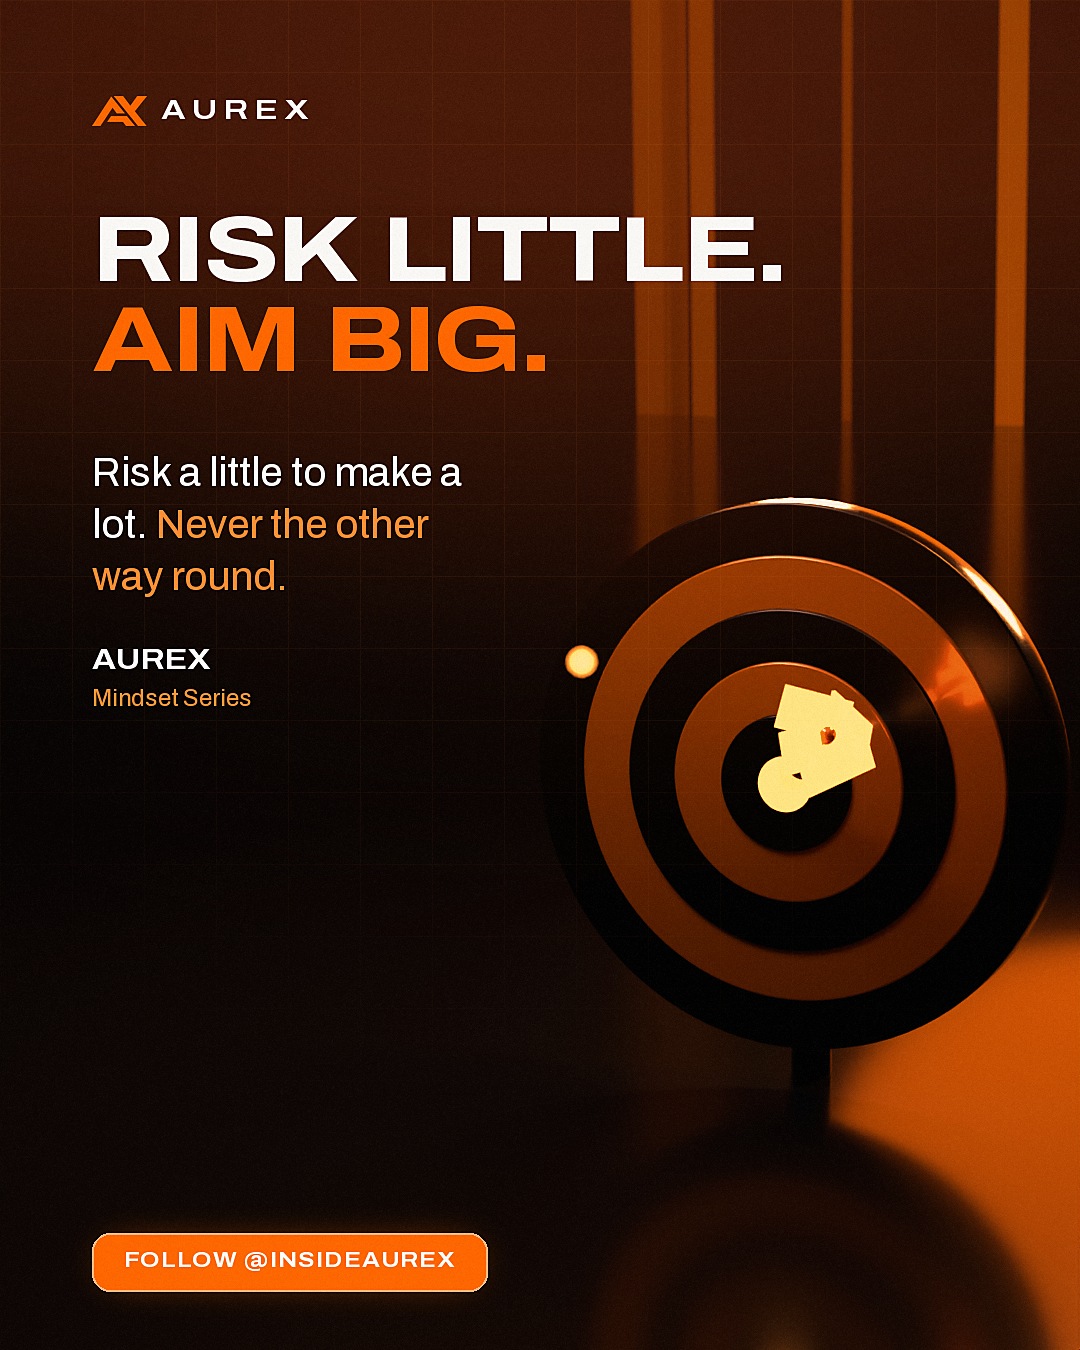 AUREX
RISK LITTLE.
AIM BIG.
Risk a little to make a
lot. Never the other
way round.
AUREX
Mindset Series
FOLLOW @INSIDEAUREX